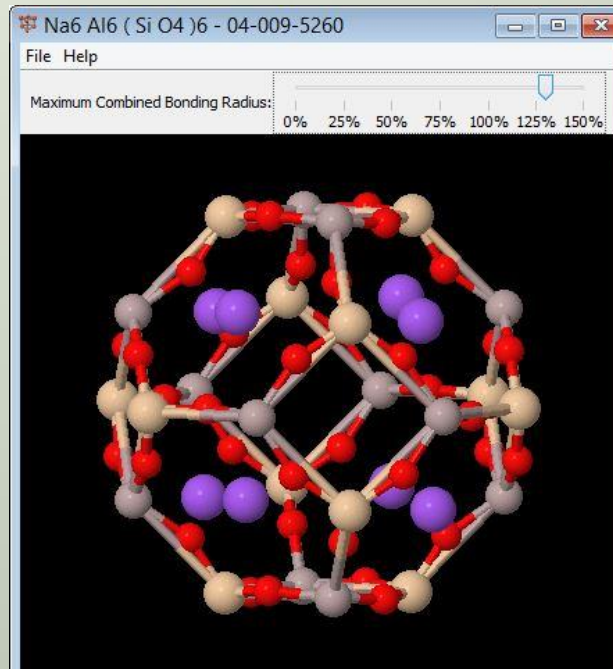 Na6 Al6 ( Si O4 )6 - 04-009-5260
File Help
Maximum Combined Bonding Radius:
0% 25% 50% 75% 100% 125% 150%